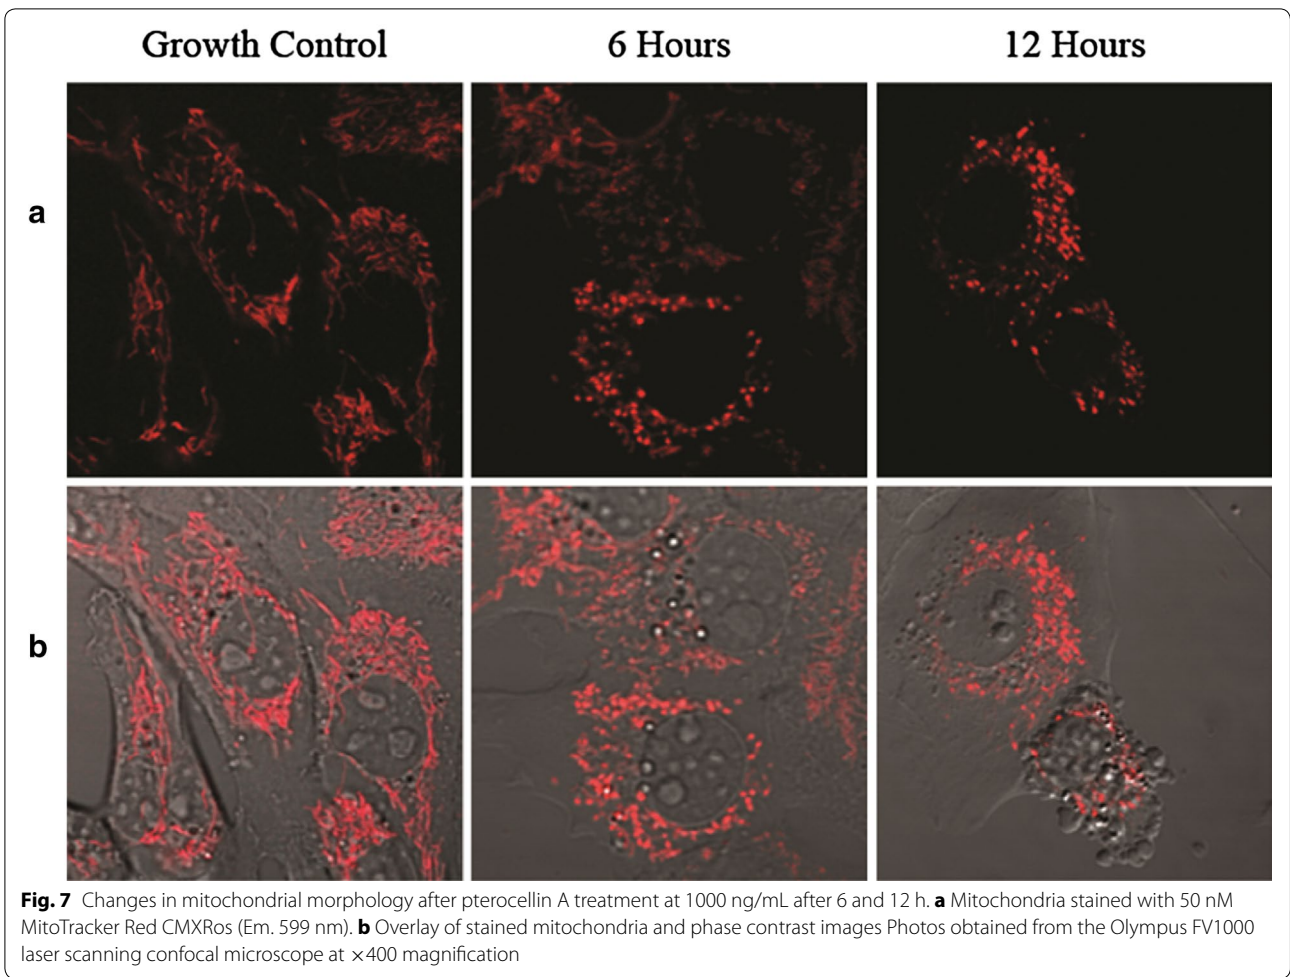 Growth Control
6 Hours
12 Hours
a
b
Fig. 7 Changes in mitochondrial morphology after pterocellin A treatment at 1000 ng/mL after 6 and 12 h. a Mitochondria stained with 50 nM
MitoTracker Red CMXRos (Em. 599 nm). b Overlay of stained mitochondria and phase contrast images Photos obtained from the Olympus FV1000
laser scanning confocal microscope at ×400 magnification